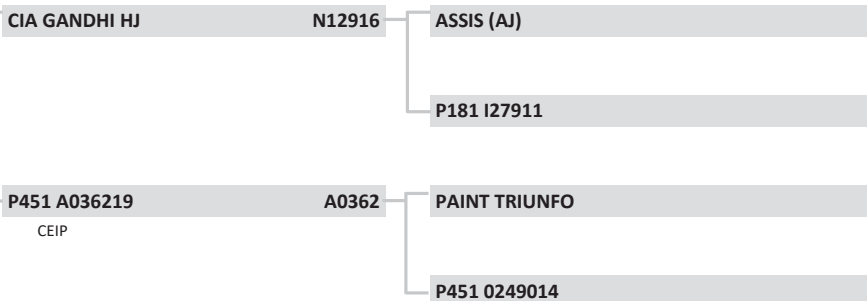 CIA GANDHI HJ N12916 ASSIS (AJ)
P181 I27911
P451 A036219 A0362 PAINT TRIUNFO
CEIP
P451 0249014